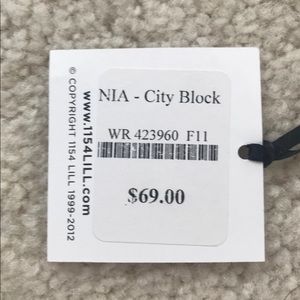 NIA - City Block
WR 423960 F11
$69.00
www.1154LILL.com
© COPYRIGHT 1154 LILL 1999-2012